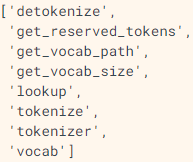 ['detokenize',
 'get_reserved_tokens',
 'get_vocab_path',
 'get_vocab_size',
 'lookup',
 'tokenize',
 'tokenizer',
 'vocab']